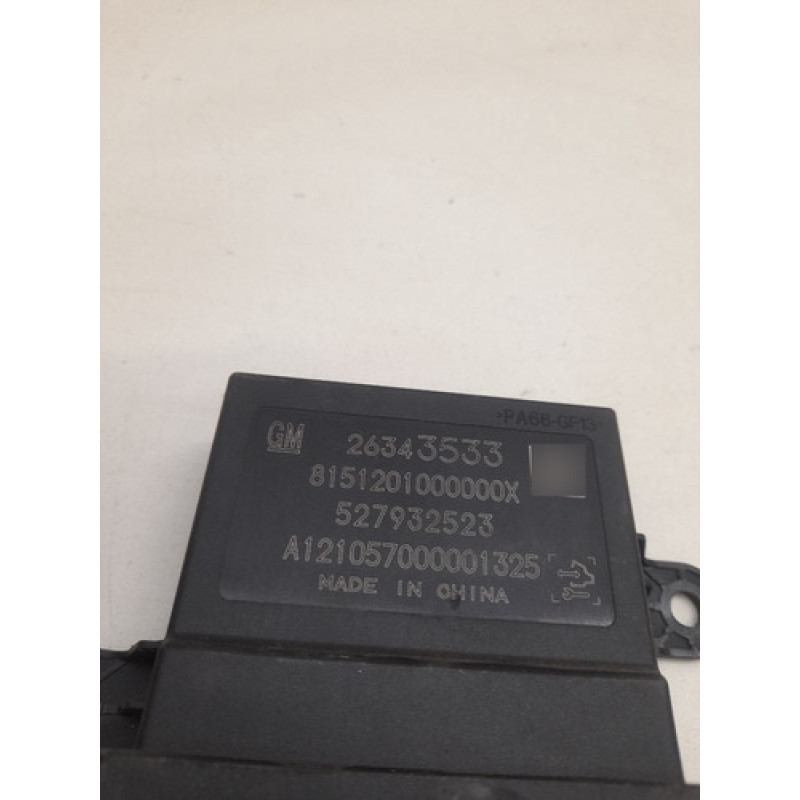 >PA66-GF13<
GM 26343533
8151201000000X
527932523
A121057000001325
MADE IN CHINA